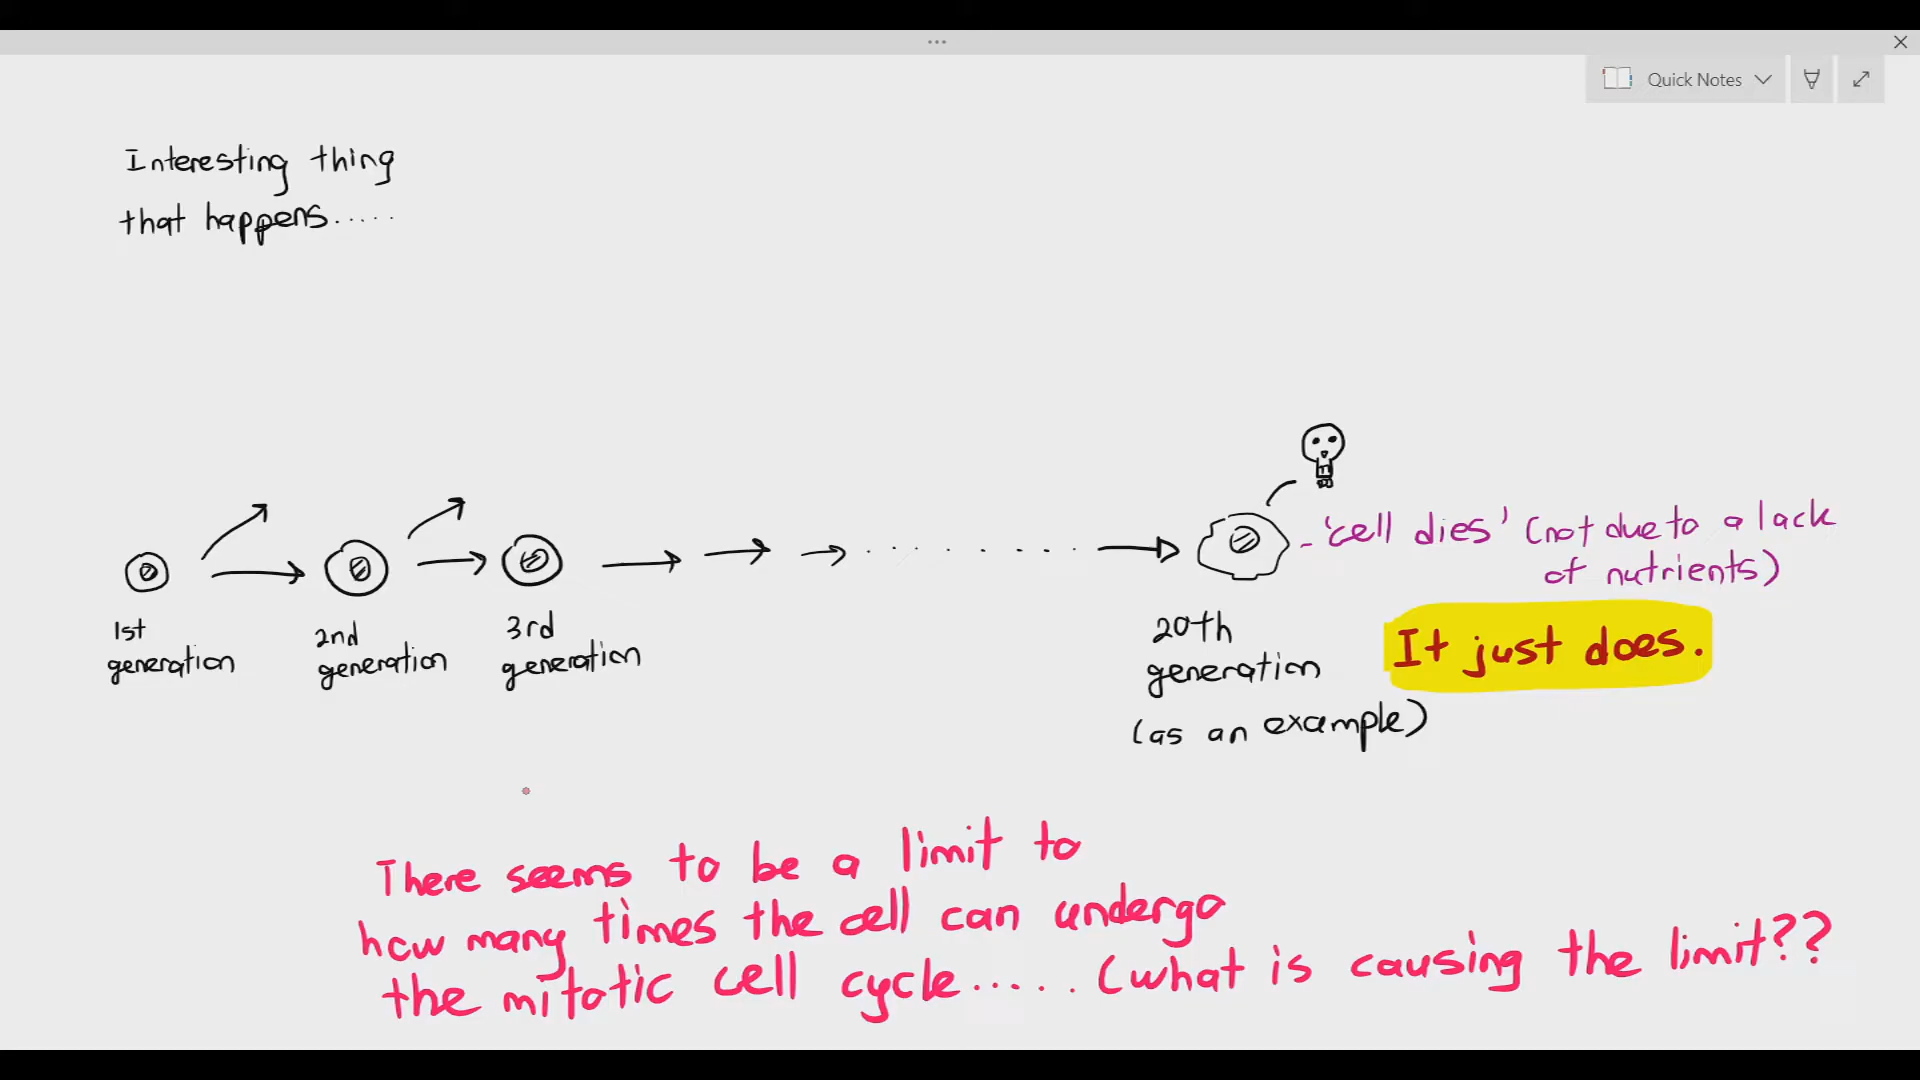 Quick Notes
Interesting thing
that happens.....
1st
generation
2nd
generation
3rd
generation
20th
generation
(as an example)
- 'cell dies' (not due to a lack
of nutrients)
It just does.
There seems to be a limit to
how many times the cell can undergo
the mitotic cell cycle..... (what is causing the limit??